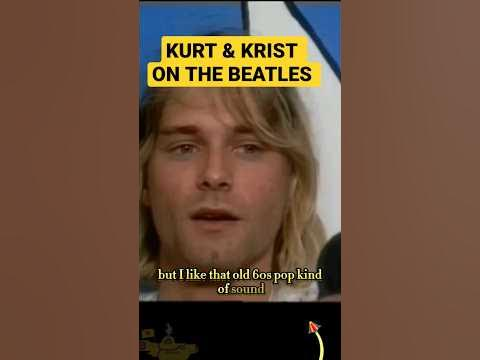 KURT & KRIST
ON THE BEATLES
but I like that old 60s pop kind
of sound